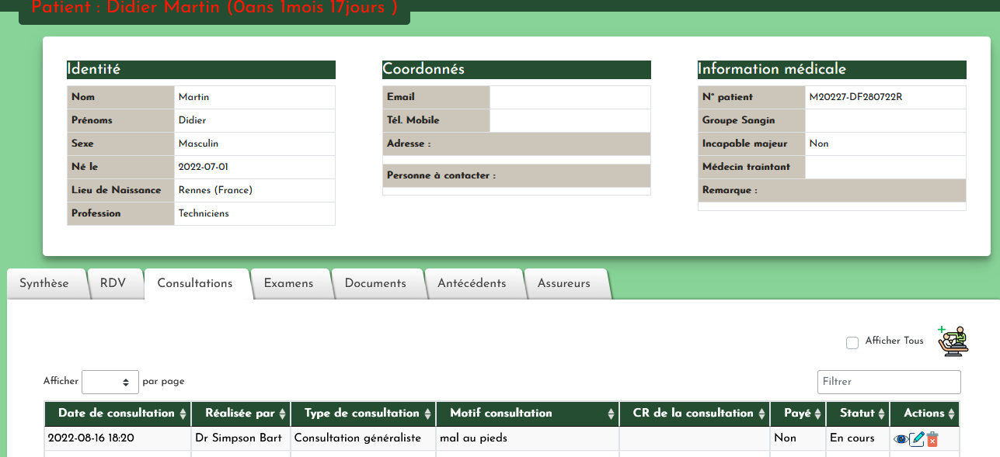 Patient : Didier Martin (0ans 1mois 17jours )
Identité
Nom Martin
Prénoms Didier
Sexe Masculin
Né le 2022-07-01
Lieu de Naissance Rennes (France)
Profession Techniciens
Coordonnés
Email
Tél. Mobile
Adresse :
Personne à contacter :
Information médicale
N° patient M20227-DF280722R
Groupe Sangin
Incapable majeur Non
Médecin traintant
Remarque :
Synthèse RDV Consultations Examens Documents Antécédents Assureurs
Afficher Tous
Afficher par page Filtrer
Date de consultation Réalisée par Type de consultation Motif consultation CR de la consultation Payé Statut Actions
2022-08-16 18:20 Dr Simpson Bart Consultation généraliste mal au pieds Non En cours